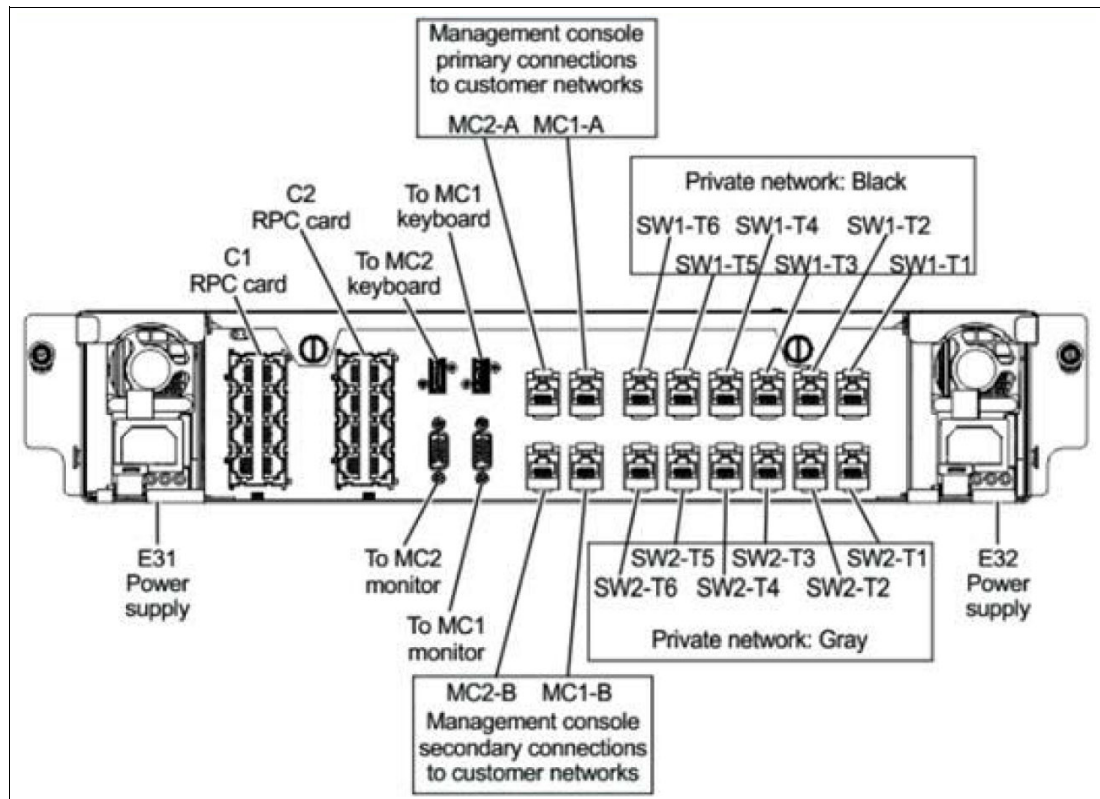 Management console
primary connections
to customer networks
MC2-A MC1-A
Private network: Black
SW1-T6 SW1-T4 SW1-T2
SW1-T5 SW1-T3 SW1-T1
C2
RPC card
To MC1
keyboard
C1
RPC card
To MC2
keyboard
E31
Power
supply
To MC2
monitor
To MC1
monitor
SW2-T5 SW2-T3 SW2-T1
SW2-T6 SW2-T4 SW2-T2
Private network: Gray
E32
Power
supply
MC2-B MC1-B
Management console
secondary connections
to customer networks